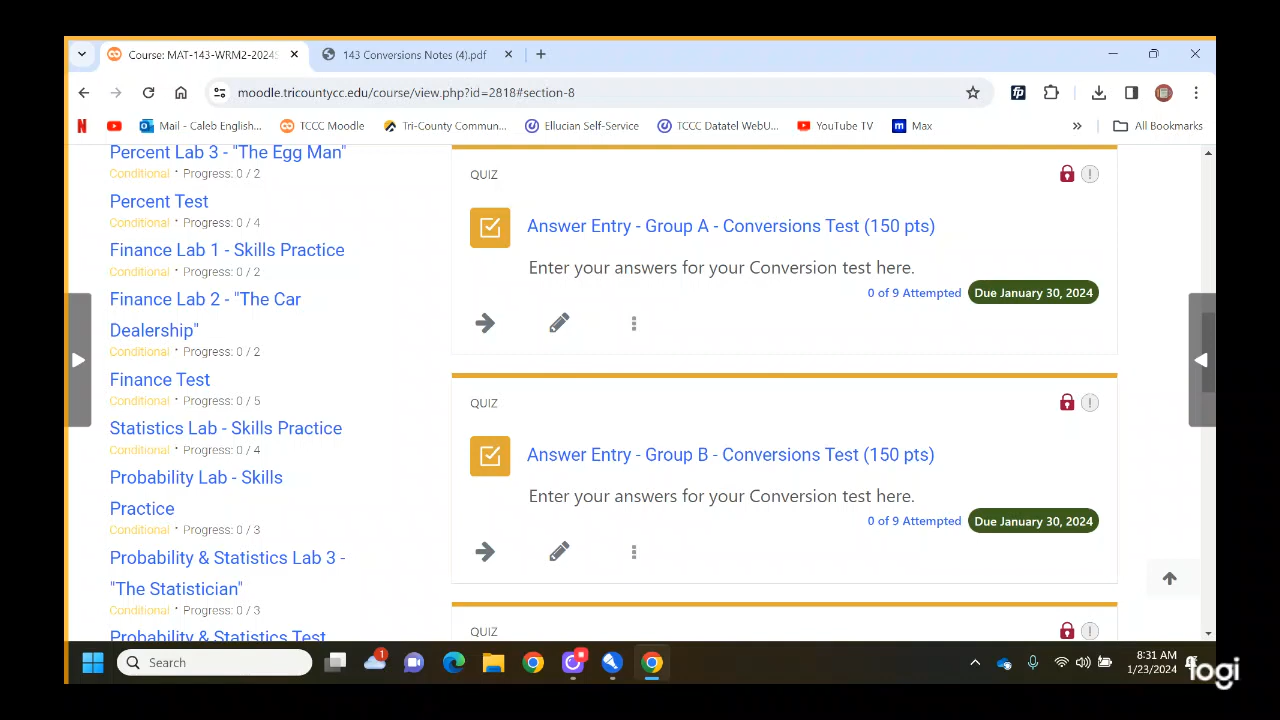 Course: MAT-143-WRM2-2024S
143 Conversions Notes (4).pdf
moodle.tricountycc.edu/course/view.php?id=2818#section-8
Mail - Caleb English...
TCCC Moodle
Tri-County Commun...
Ellucian Self-Service
TCCC Datatel WebU...
YouTube TV
Max
»
All Bookmarks
Percent Lab 3 - "The Egg Man"
Conditional · Progress: 0 / 2
Percent Test
Conditional · Progress: 0 / 4
Finance Lab 1 - Skills Practice
Conditional · Progress: 0 / 2
Finance Lab 2 - "The Car
Dealership"
Conditional · Progress: 0 / 2
Finance Test
Conditional · Progress: 0 / 5
Statistics Lab - Skills Practice
Conditional · Progress: 0 / 4
Probability Lab - Skills
Practice
Conditional · Progress: 0 / 3
Probability & Statistics Lab 3 -
"The Statistician"
Conditional · Progress: 0 / 3
Probability & Statistics Test
QUIZ
Answer Entry - Group A - Conversions Test (150 pts)
Enter your answers for your Conversion test here.
0 of 9 Attempted
Due January 30, 2024
QUIZ
Answer Entry - Group B - Conversions Test (150 pts)
Enter your answers for your Conversion test here.
0 of 9 Attempted
Due January 30, 2024
QUIZ
Search
1
8:31 AM
1/23/2024
logi